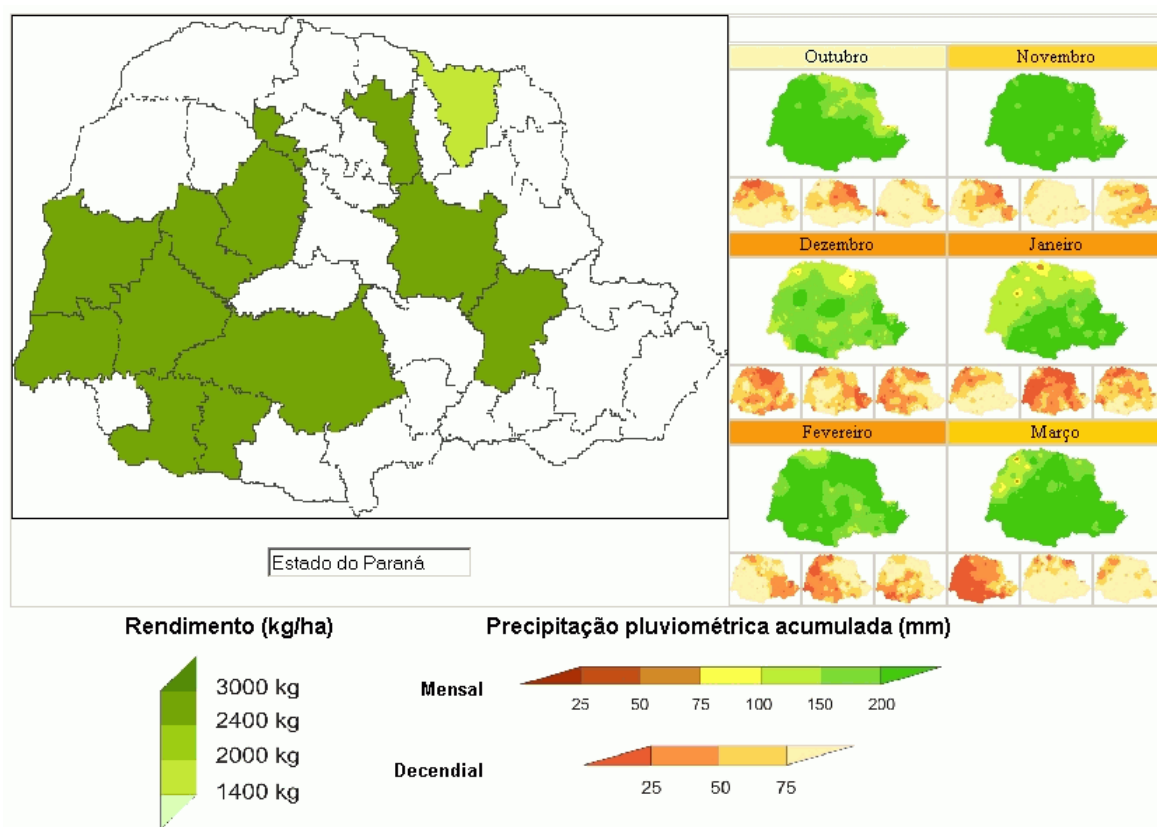 Outubro Novembro
Dezembro Janeiro
Fevereiro Março
Estado do Paraná
Rendimento (kg/ha)
3000 kg
2400 kg
2000 kg
1400 kg
Precipitação pluviométrica acumulada (mm)
Mensal
25 50 75 100 150 200
Decendial
25 50 75